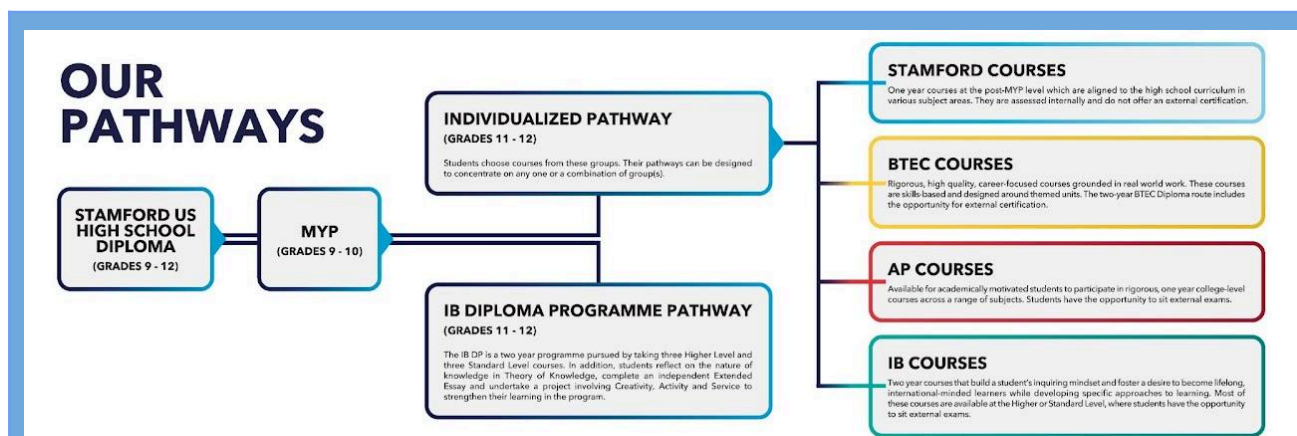 OUR
PATHWAYS
STAMFORD US
HIGH SCHOOL
DIPLOMA
(GRADES 9 - 12)
MYP
(GRADES 9 - 10)
INDIVIDUALIZED PATHWAY
(GRADES 11 - 12)
Students choose courses from these groups. Their pathways can be designed
to concentrate on any one or a combination of group(s).
IB DIPLOMA PROGRAMME PATHWAY
(GRADES 11 - 12)
The IB DP is a two year programme pursued by taking three Higher Level and
three Standard Level courses. In addition, students reflect on the nature of
knowledge in Theory of Knowledge, complete an independent Extended
Essay and undertake a project involving Creativity, Activity and Service to
strengthen their learning in the program.
STAMFORD COURSES
One year courses at the post-MYP level which are aligned to the high school curriculum in
various subject areas. They are assessed internally and do not offer an external certification.
BTEC COURSES
Rigorous, high quality, career-focused courses grounded in real world work. These courses
are skills-based and designed around themed units. The two-year BTEC Diploma route includes
the opportunity for external certification.
AP COURSES
Available for academically motivated students to participate in rigorous, one year college-level
courses across a range of subjects. Students have the opportunity to sit external exams.
IB COURSES
Two year courses that build a student's inquiring mindset and foster a desire to become lifelong,
international-minded learners while developing specific approaches to learning. Most of
these courses are available at the Higher or Standard Level, where students have the opportunity
to sit external exams.